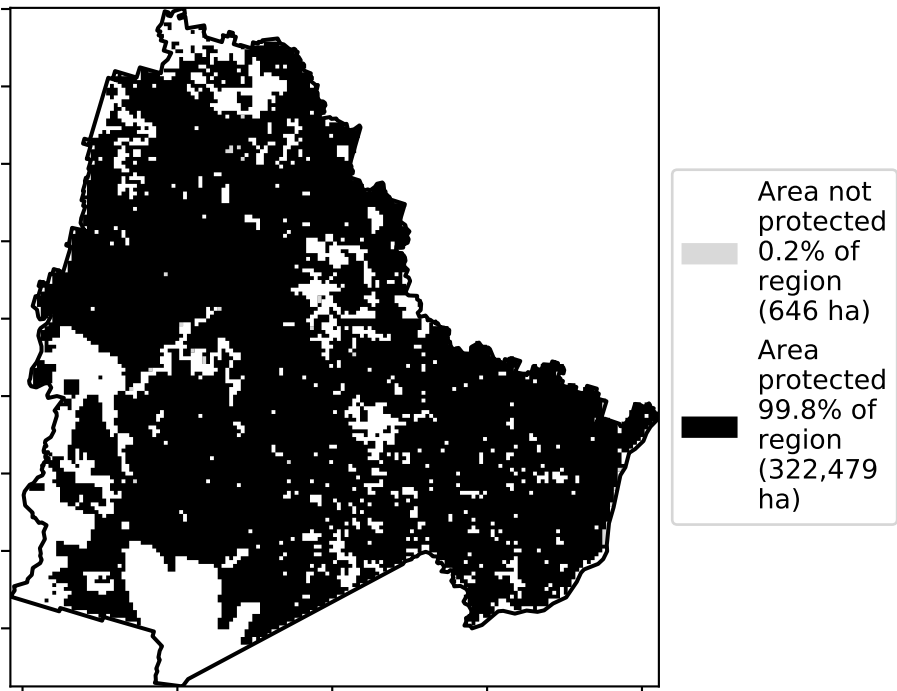 Area not
protected
0.2% of
region
(646 ha)
Area
protected
99.8% of
region
(322,479
ha)